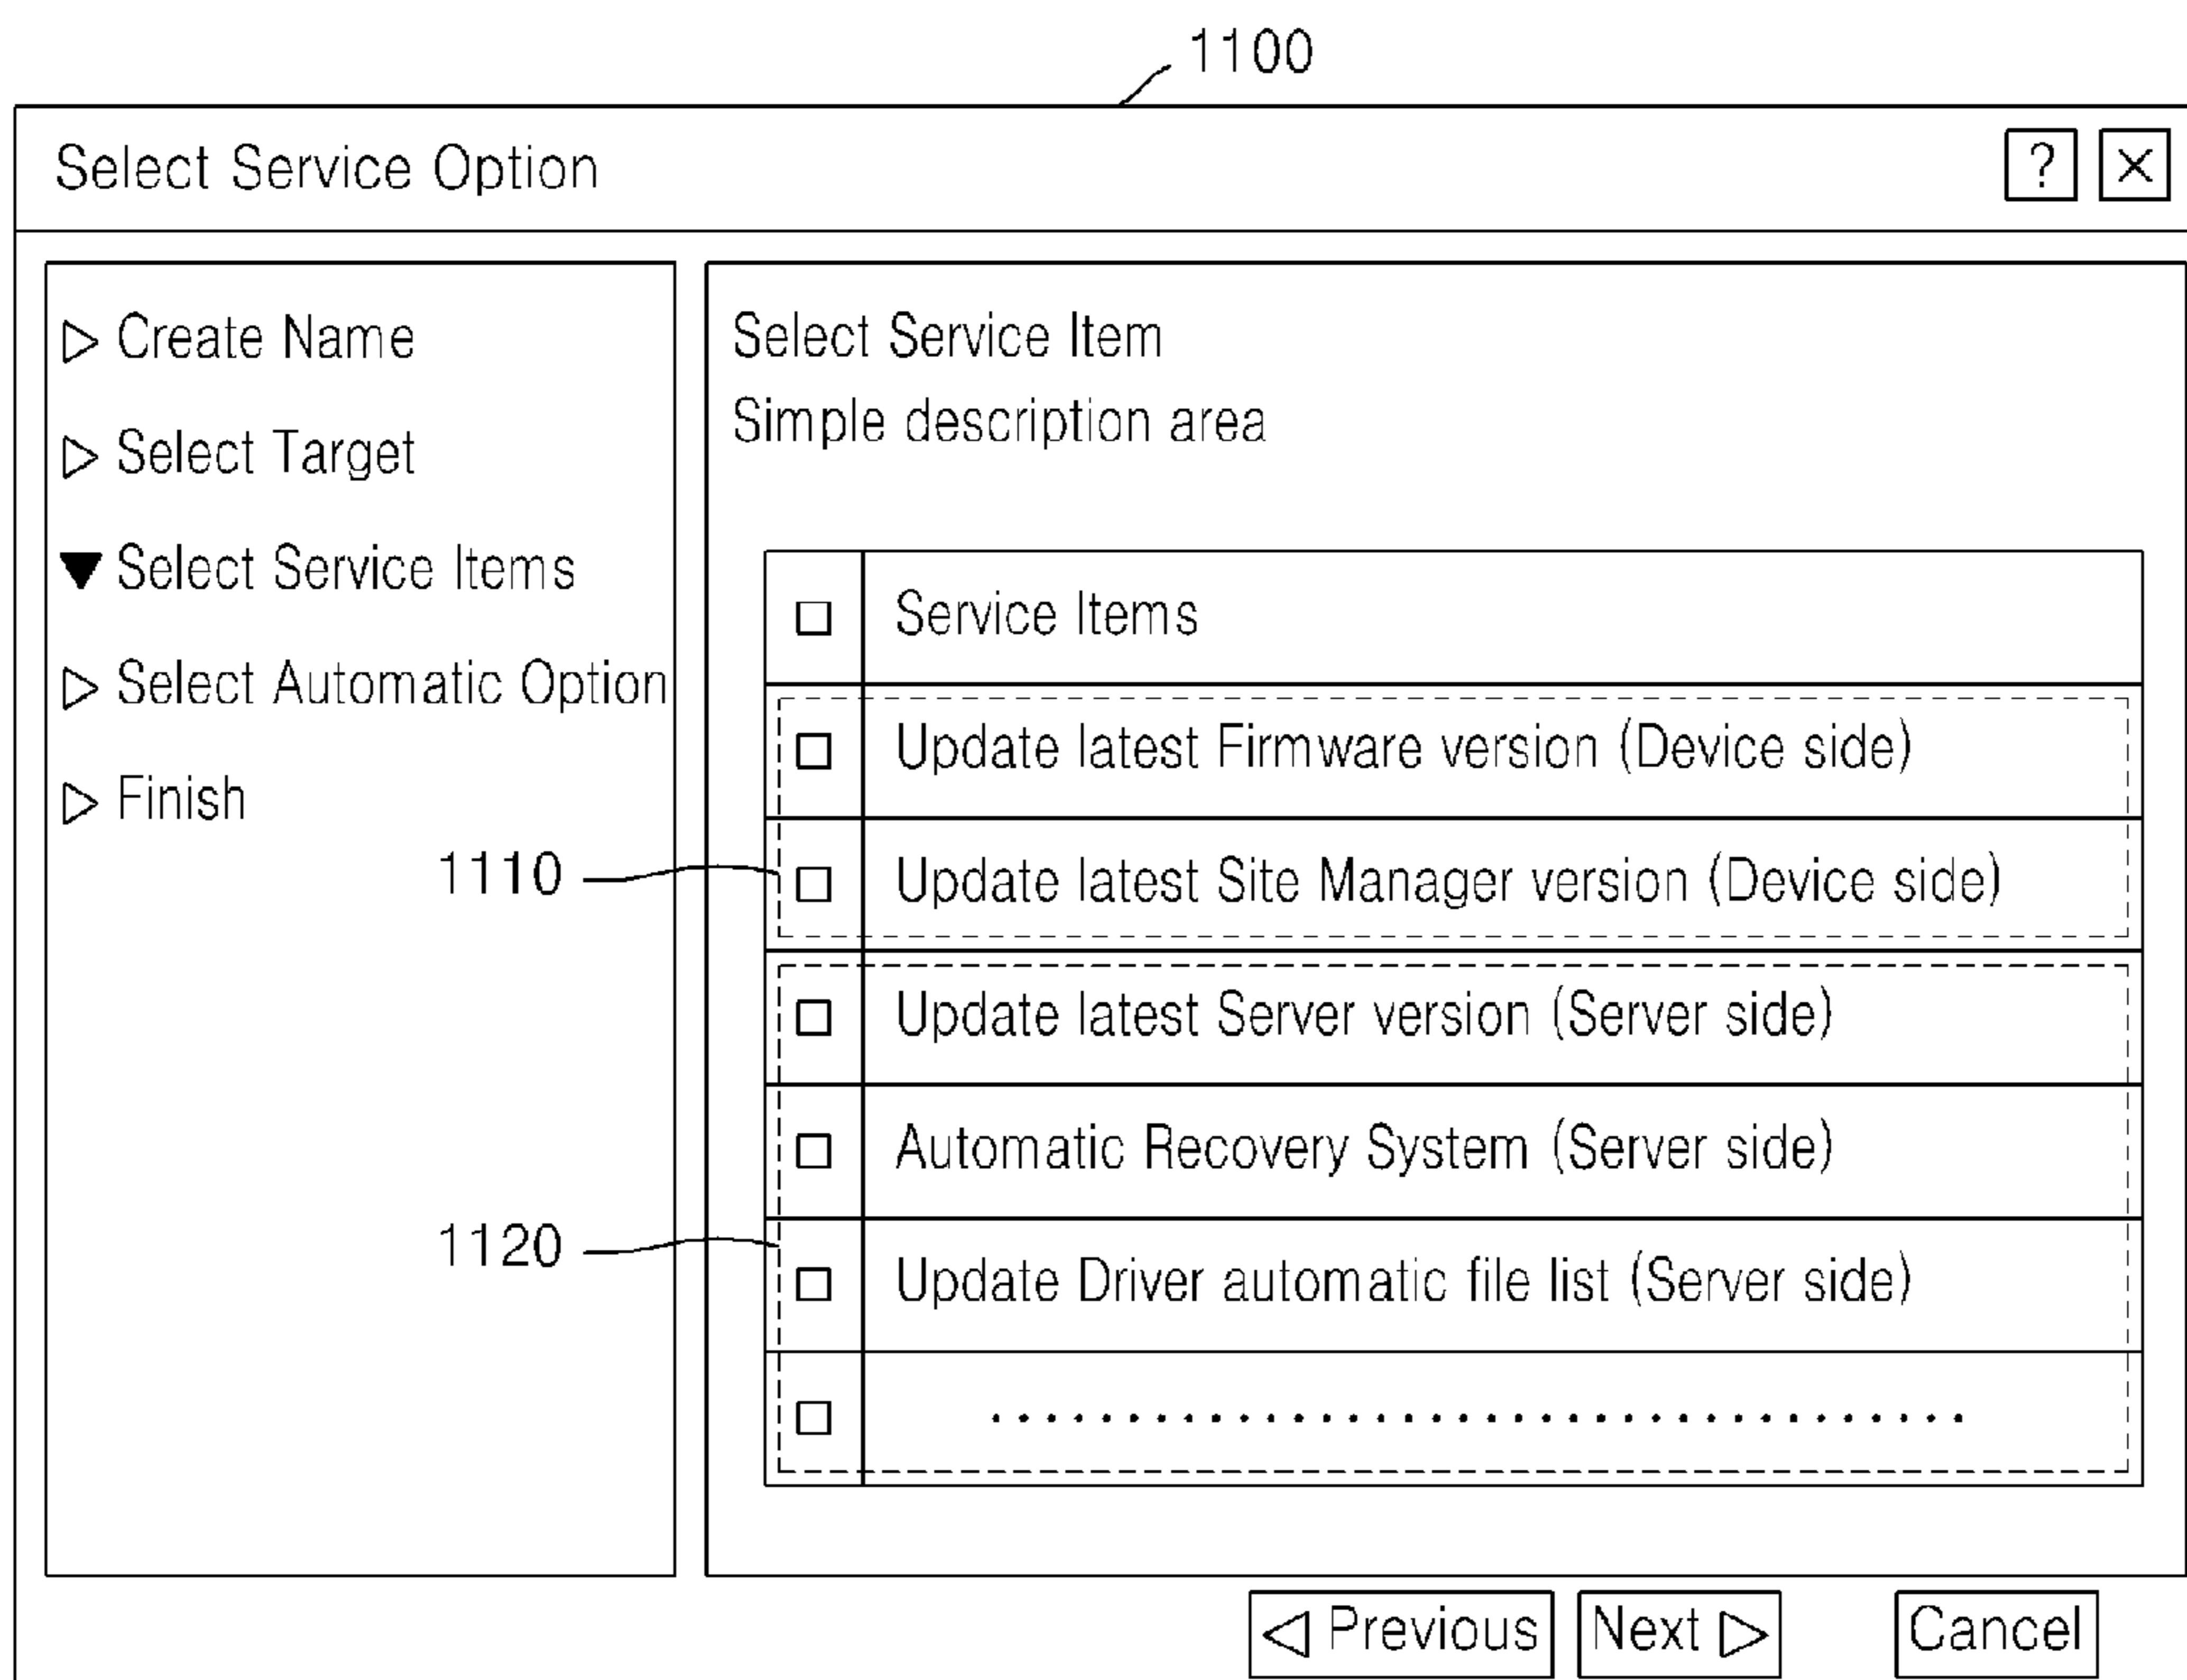 1100
Select Service Option ? X
Create Name
Select Target
Select Service Items
Select Automatic Option
Finish
Select Service Item
Simple description area
Service Items
Update latest Firmware version (Device side)
1110
Update latest Site Manager version (Device side)
Update latest Server version (Server side)
Automatic Recovery System (Server side)
1120
Update Driver automatic file list (Server side)
....................................
Previous Next Cancel